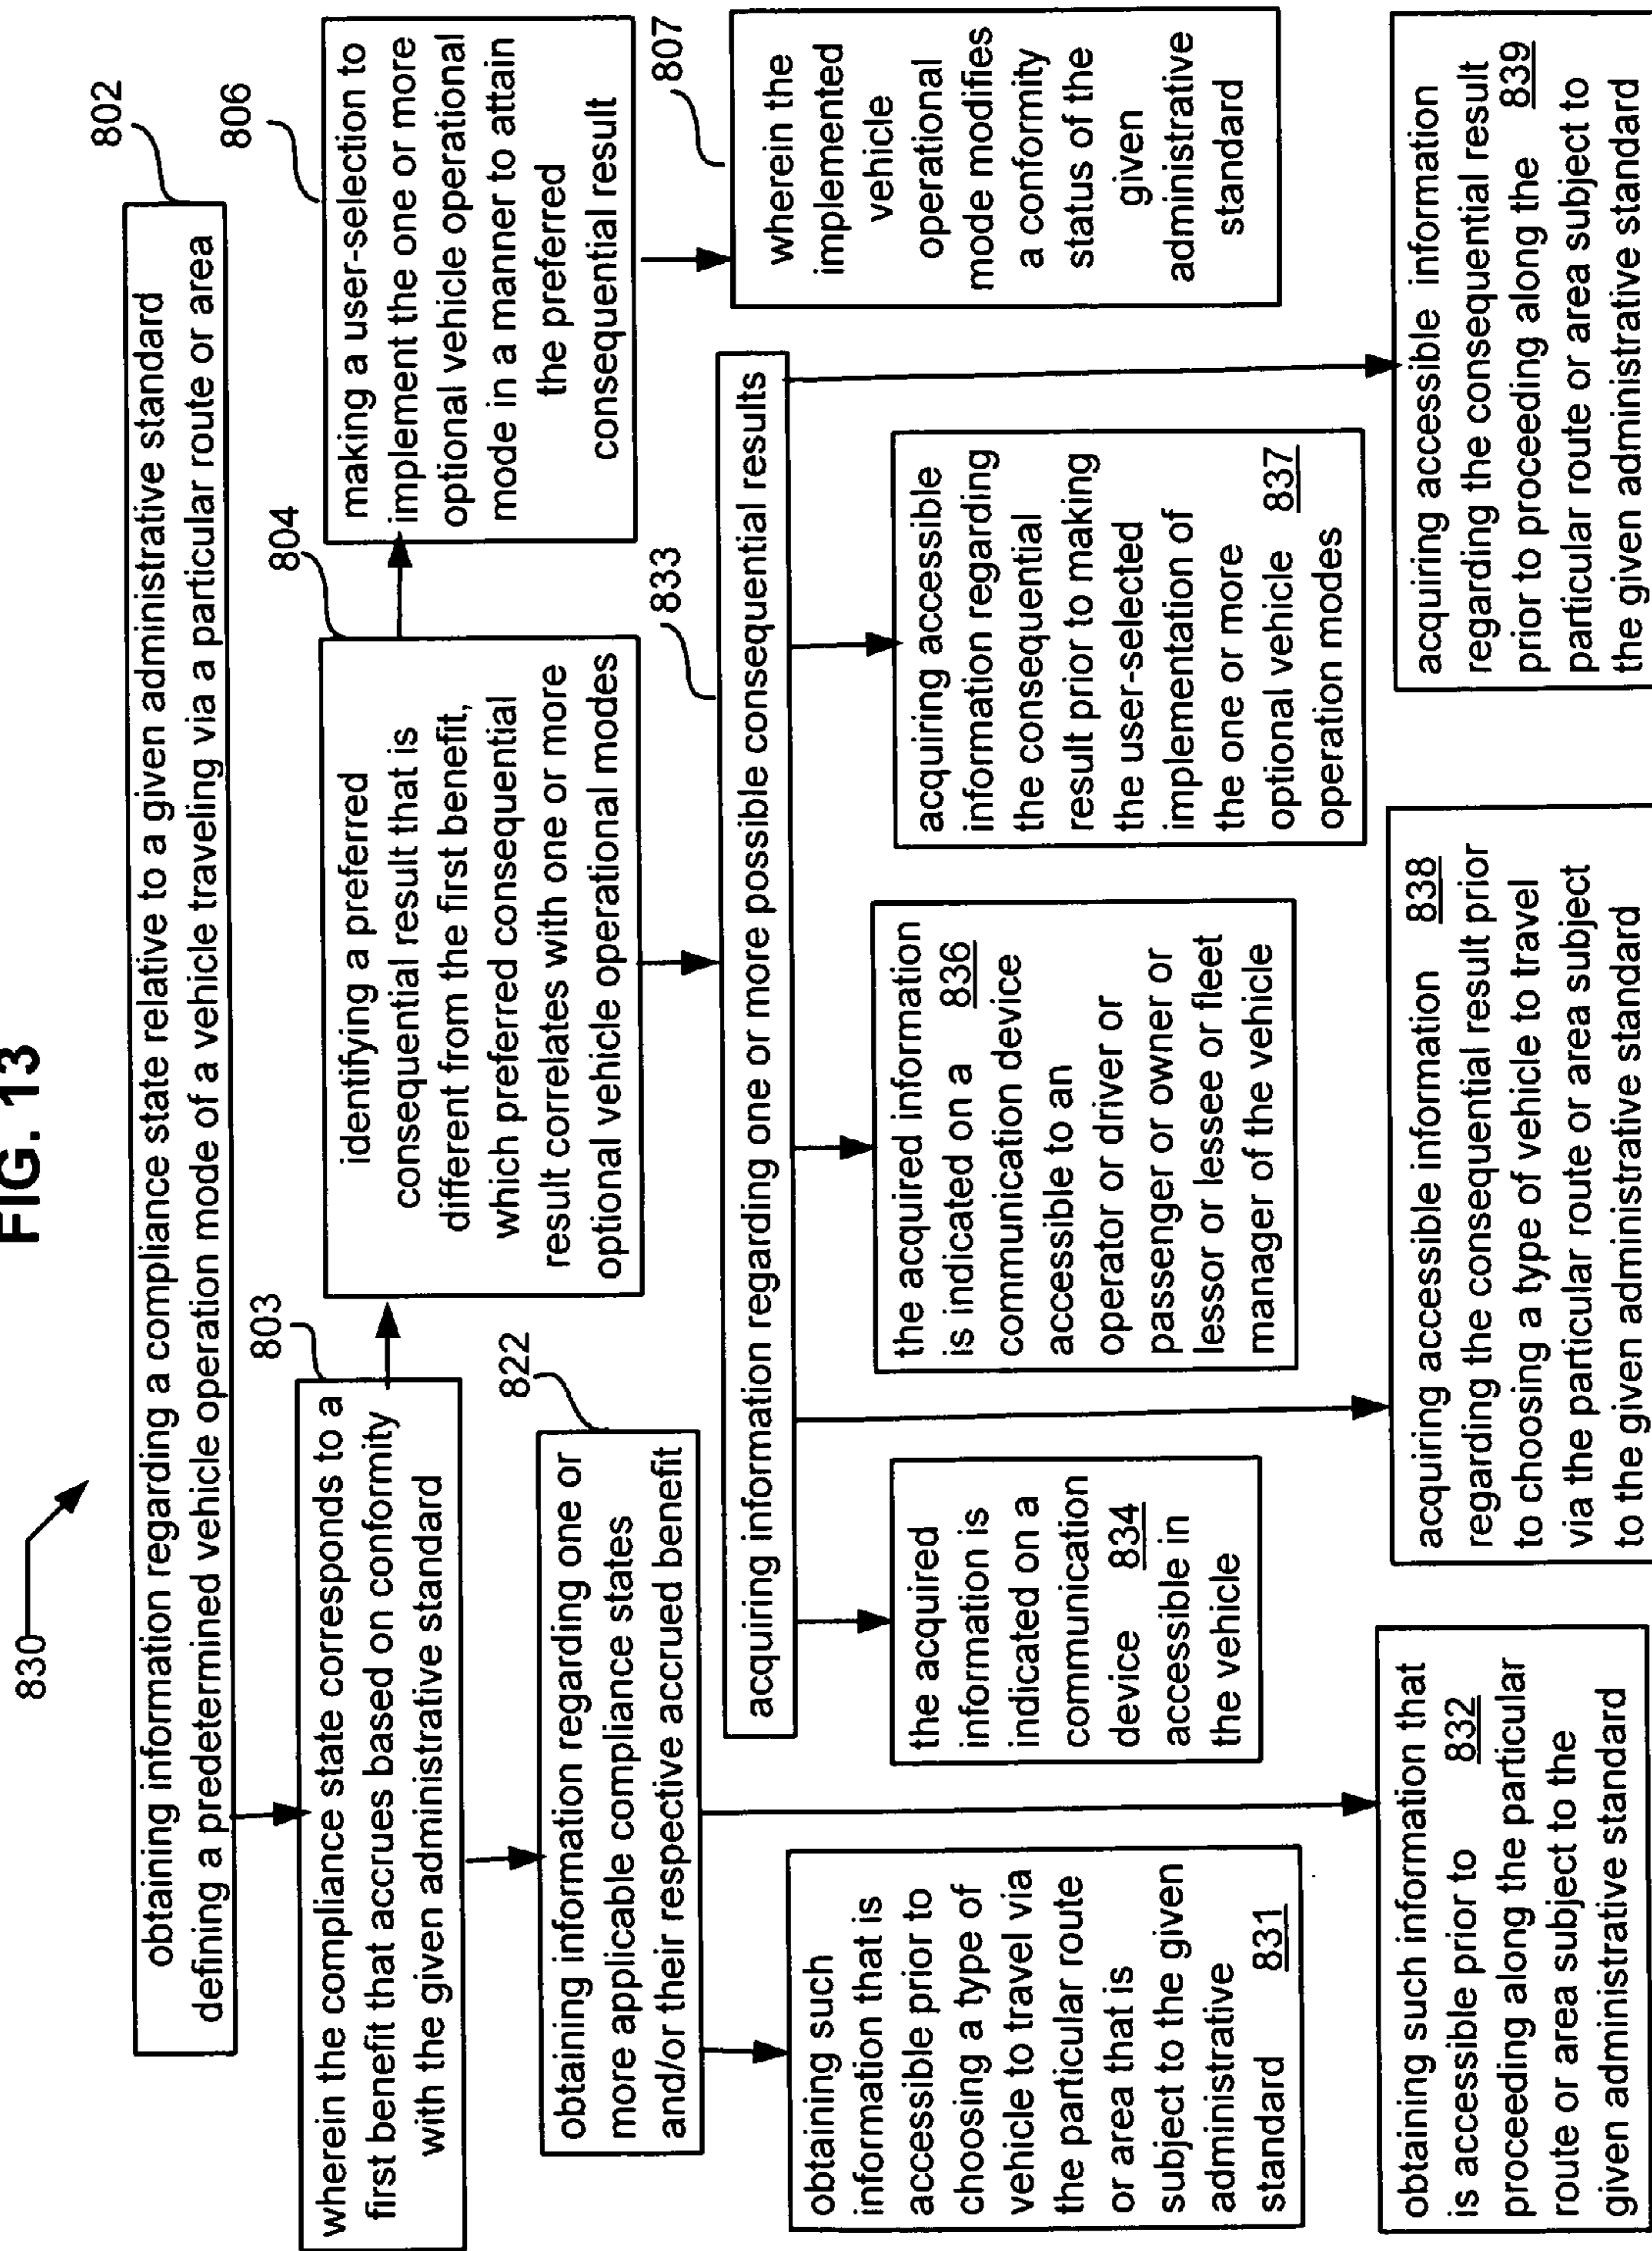 FIG. 13
830
802
obtaining information regarding a compliance state relative to a given administrative standard
defining a predetermined vehicle operation mode of a vehicle traveling via a particular route or area
803
wherein the compliance state corresponds to a
first benefit that accrues based on conformity
with the given administrative standard
804
identifying a preferred
consequential result that is
different from the first benefit,
which preferred consequential
result correlates with one or more
optional vehicle operational modes
806
making a user-selection to
implement the one or more
optional vehicle operational
mode in a manner to attain
the preferred
consequential result
822
obtaining information regarding one or
more applicable compliance states
and/or their respective accrued benefit
833
acquiring information regarding one or more possible consequential results
807
wherein the
implemented
vehicle
operational
mode modifies
a conformity
status of the
given
administrative
standard
obtaining such
information that is
accessible prior to
choosing a type of
vehicle to travel via
the particular route
or area that is
subject to the given
administrative
standard 831
the acquired
information is
indicated on a
communication
device 834
accessible in
the vehicle
the acquired information
is indicated on a 836
communication device
accessible to an
operator or driver or
passenger or owner or
lessor or lessee or fleet
manager of the vehicle
acquiring accessible
information regarding
the consequential
result prior to making
the user-selected
implementation of
the one or more
optional vehicle 837
operation modes
obtaining such information that
is accessible prior to 832
proceeding along the particular
route or area subject to the
given administrative standard
acquiring accessible information 838
regarding the consequential result prior
to choosing a type of vehicle to travel
via the particular route or area subject
to the given administrative standard
acquiring accessible information
regarding the consequential result
prior to proceeding along the 839
particular route or area subject to
the given administrative standard